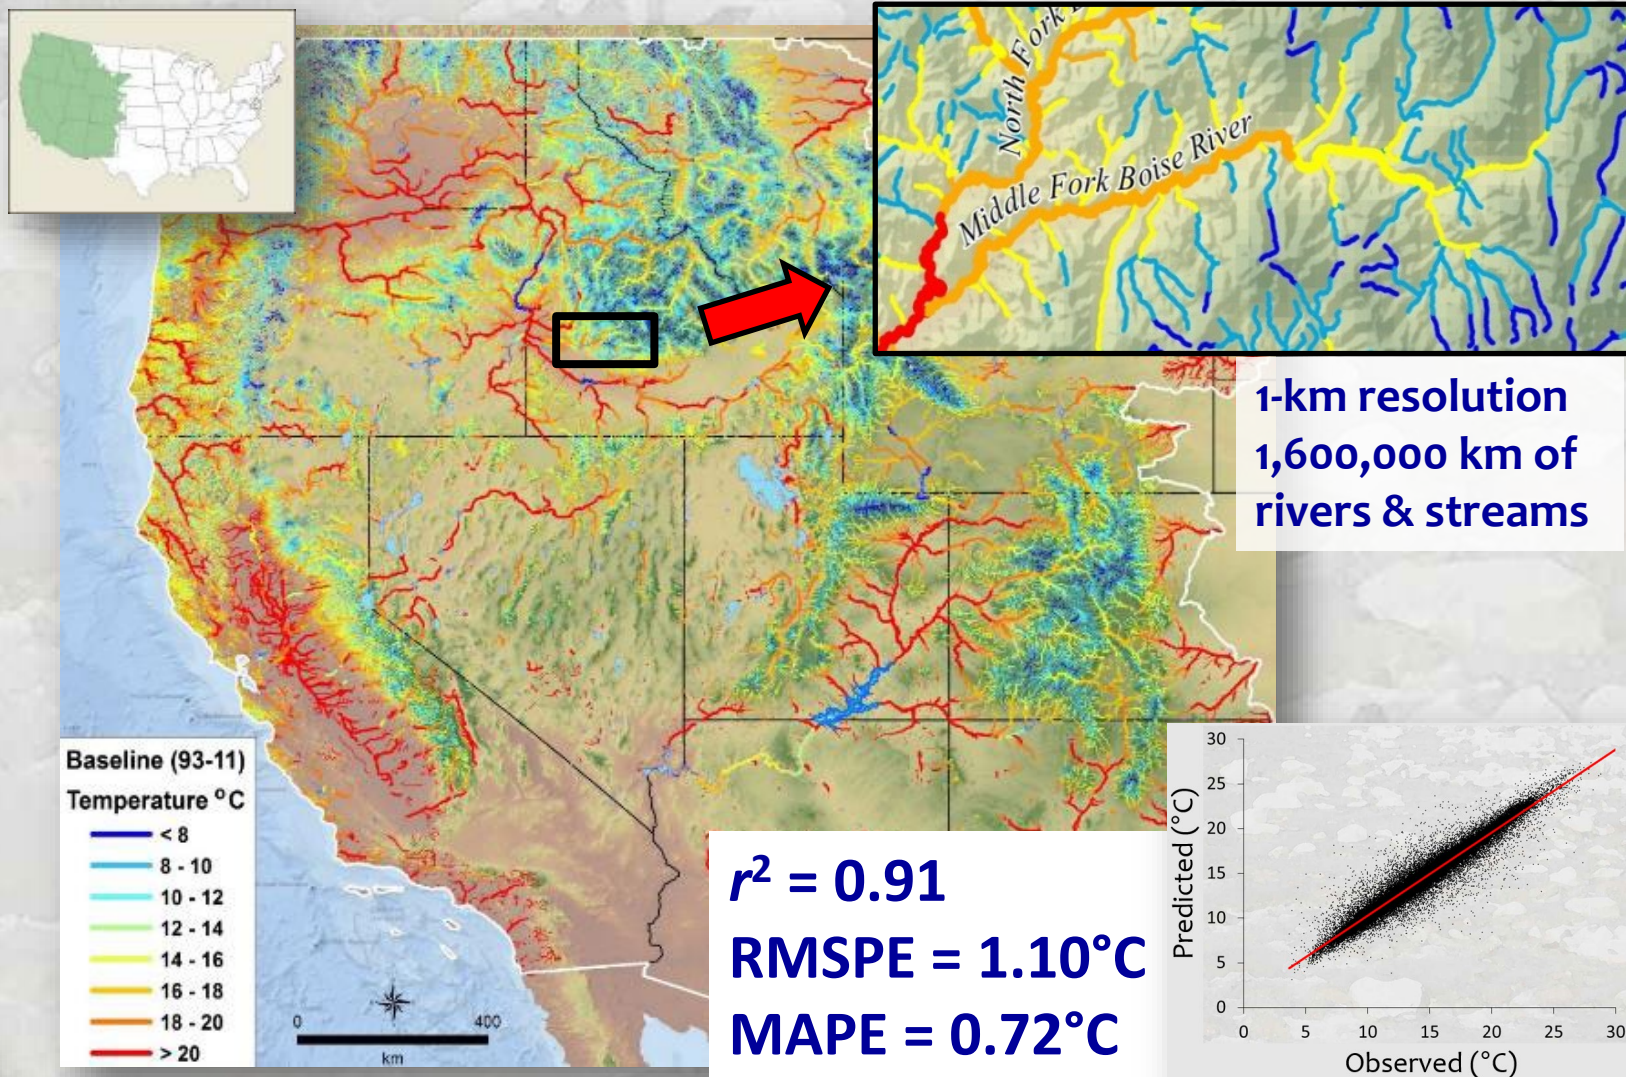 North Fork
Middle Fork Boise River
1-km resolution
1,600,000 km of
rivers & streams
Baseline (93-11)
Temperature °C
< 8
8 - 10
10 - 12
12 - 14
14 - 16
16 - 18
18 - 20
> 20
0 400
km
r² = 0.91
RMSPE = 1.10°C
MAPE = 0.72°C
Predicted (°C)
30
25
20
15
10
5
0
0 5 10 15 20 25 30
Observed (°C)